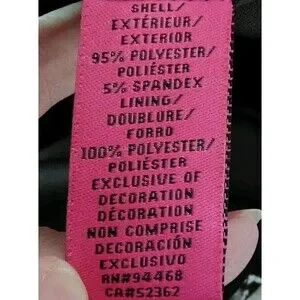 SHELL/
EXTÉRIEUR/
EXTERIOR
95% POLYESTER/
POLIÉSTER
5% SPANDEX
LINING/
DOUBLURE/
FORRO
100% POLYESTER/
POLIÉSTER
EXCLUSIVE OF
DECORATION
DÉCORATION
NON COMPRISE
DECORACIÓN
EXCLUSIVO
RN#94468
CA#52362